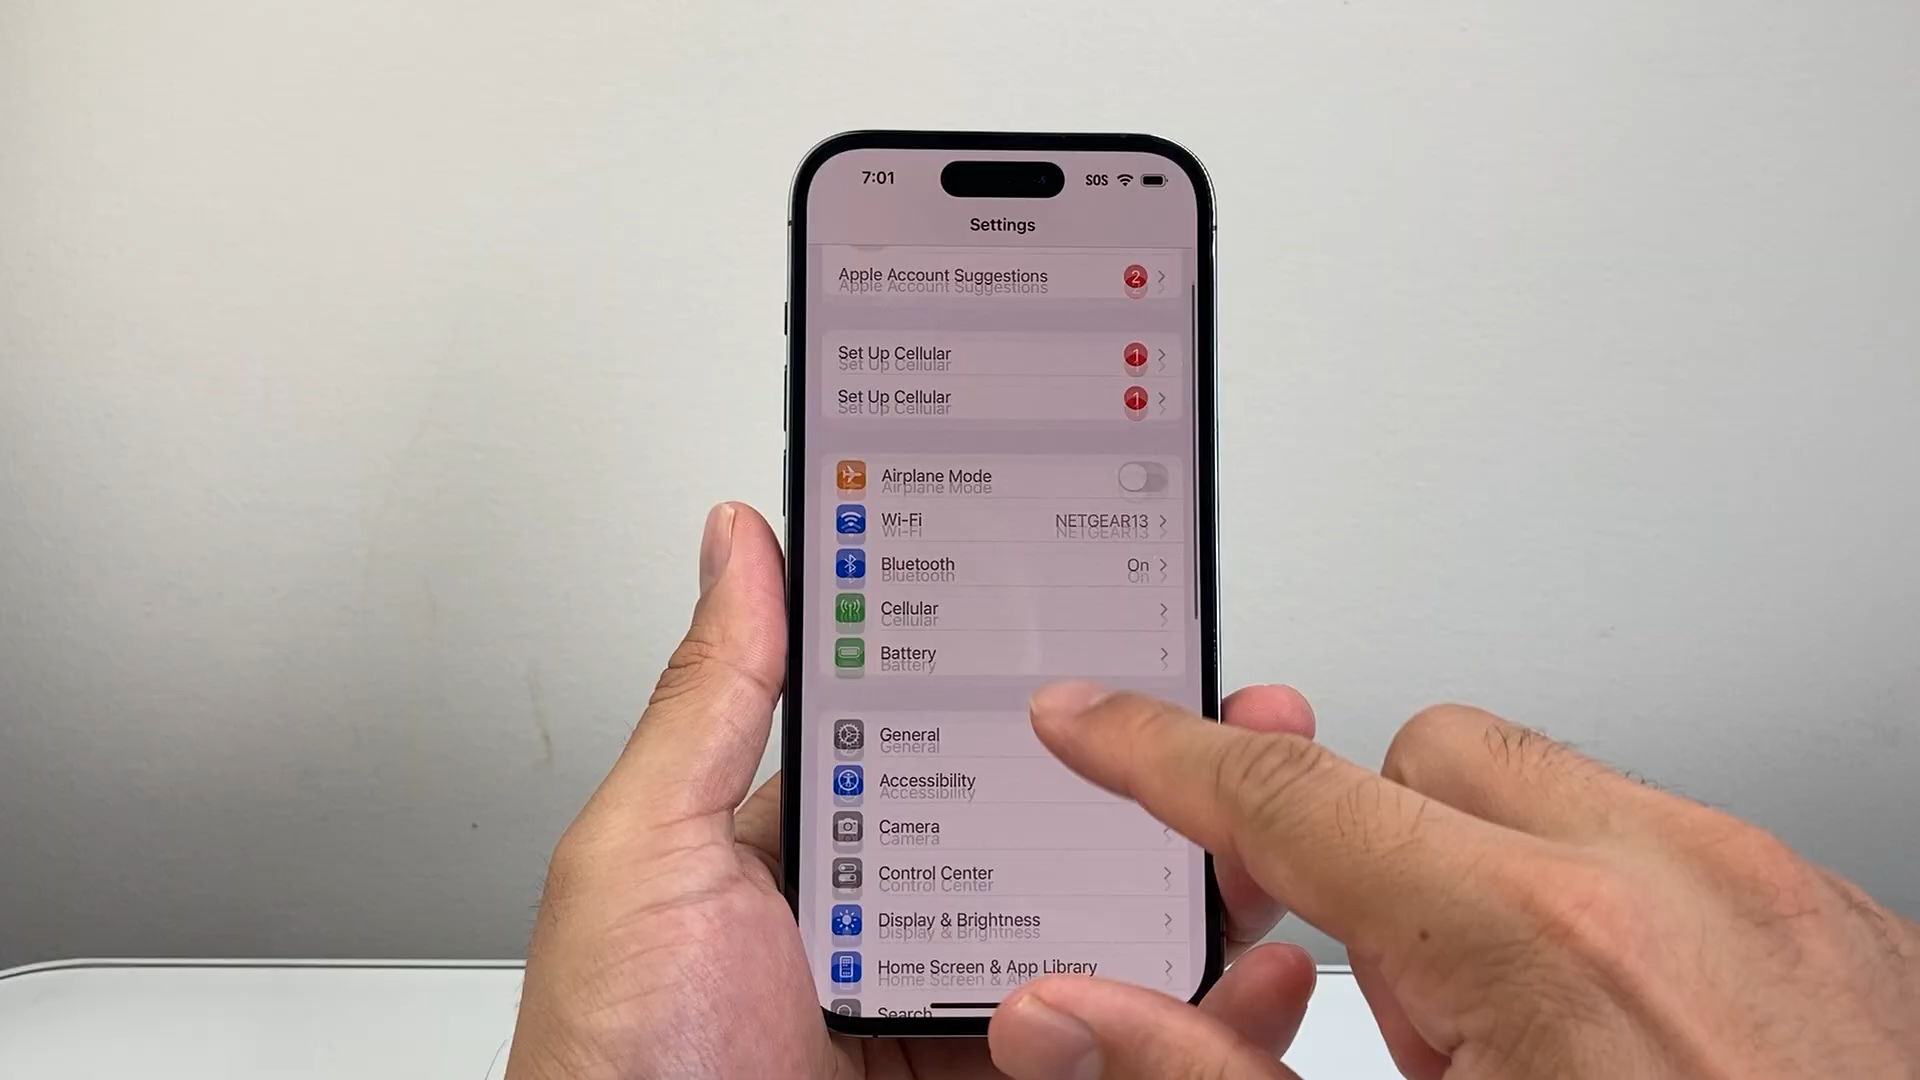 7:01 SOS
Settings
Apple Account Suggestions 2
Set Up Cellular 1
Set Up Cellular 1
Airplane Mode
Wi-Fi NETGEAR13
Bluetooth On
Cellular
Battery
General
Accessibility
Camera
Control Center
Display & Brightness
Home Screen & App Library
Search